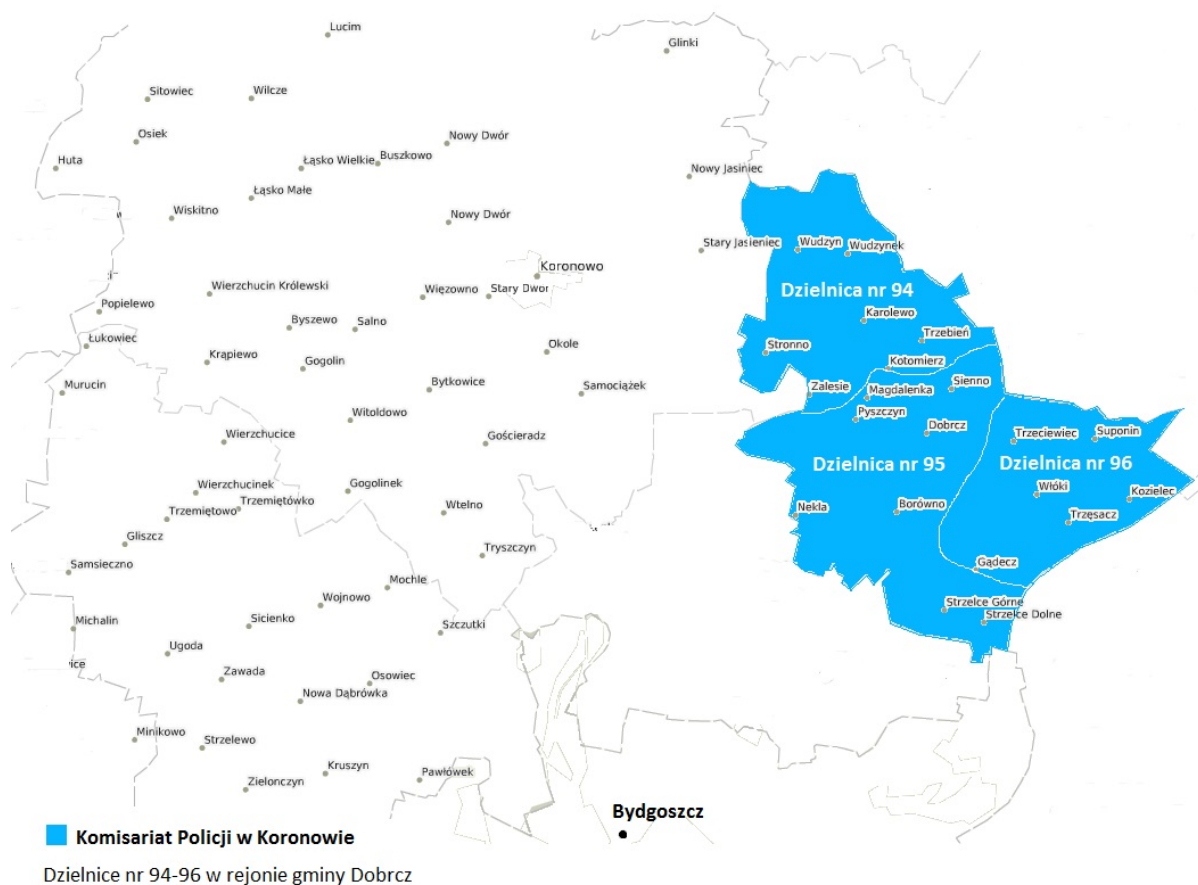 Lucim
Glinki
Sitowiec
Wilcze
Osiek
Nowy Dwór
Huta
Łąsko Wielkie
Buszkowo
Nowy Jasiniec
Łąsko Małe
Wiskitno
Nowy Dwór
Stary Jasieniec
Wudzyn
Wudzynek
Koronowo
Wierzchucin Królewski
Więzowno
Stary Dwor
Dzielnica nr 94
Popielewo
Karolewo
Byszewo
Salno
Trzebień
Łukowiec
Okole
Stronno
Krąpiewo
Gogolin
Kotomierz
Murucin
Bytkowice
Samociążek
Zalesie
Magdalenka
Sienno
Witoldowo
Pyszczyn
Wierzchucice
Gościeradz
Dobrcz
Trzeciewiec
Suponin
Dzielnica nr 95
Dzielnica nr 96
Wierzchucinek
Gogolinek
Włóki
Kozielec
Trzemiętowo
Trzemiętówko
Wtelno
Nekla
Borówno
Trzęsacz
Gliszcz
Tryszczyn
Samsieczno
Gądecz
Mochle
Wojnowo
Strzelce Górne
Strzelce Dolne
Michalin
Sicienko
Szczutki
Ugoda
vice
Zawada
Osowiec
Nowa Dąbrówka
Minikowo
Strzelewo
Kruszyn
Pawłówek
Zielonczyn
Bydgoszcz
Komisariat Policji w Koronowie
Dzielnice nr 94-96 w rejonie gminy Dobrcz